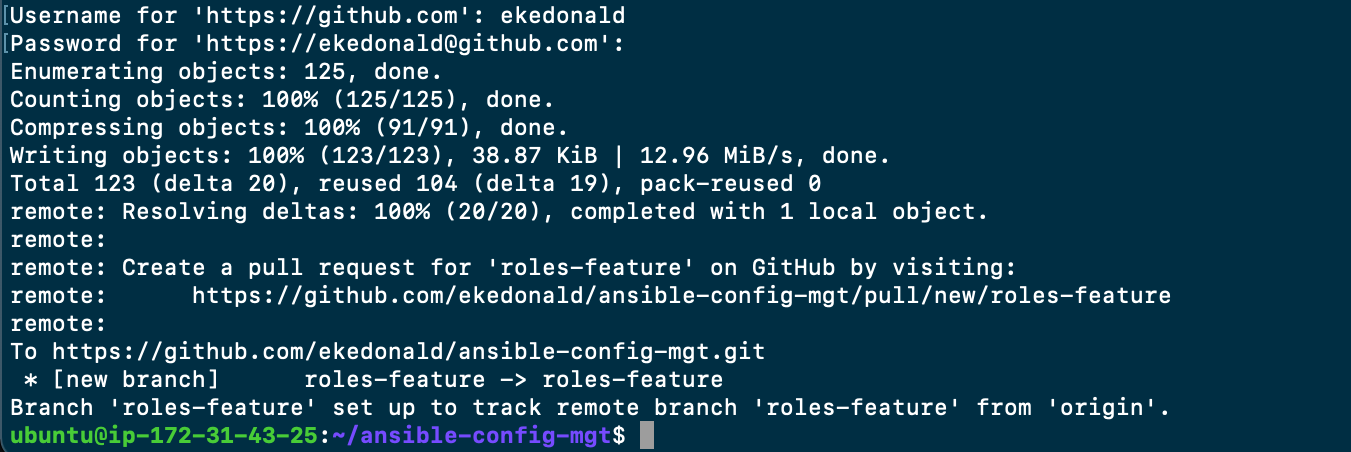 Username for 'https://github.com': ekedonald
Password for 'https://ekedonald@github.com':
Enumerating objects: 125, done.
Counting objects: 100% (125/125), done.
Compressing objects: 100% (91/91), done.
Writing objects: 100% (123/123), 38.87 KiB | 12.96 MiB/s, done.
Total 123 (delta 20), reused 104 (delta 19), pack-reused 0
remote: Resolving deltas: 100% (20/20), completed with 1 local object.
remote:
remote: Create a pull request for 'roles-feature' on GitHub by visiting:
remote:      https://github.com/ekedonald/ansible-config-mgt/pull/new/roles-feature
remote:
To https://github.com/ekedonald/ansible-config-mgt.git
 * [new branch]      roles-feature -> roles-feature
Branch 'roles-feature' set up to track remote branch 'roles-feature' from 'origin'.
ubuntu@ip-172-31-43-25:~/ansible-config-mgt$